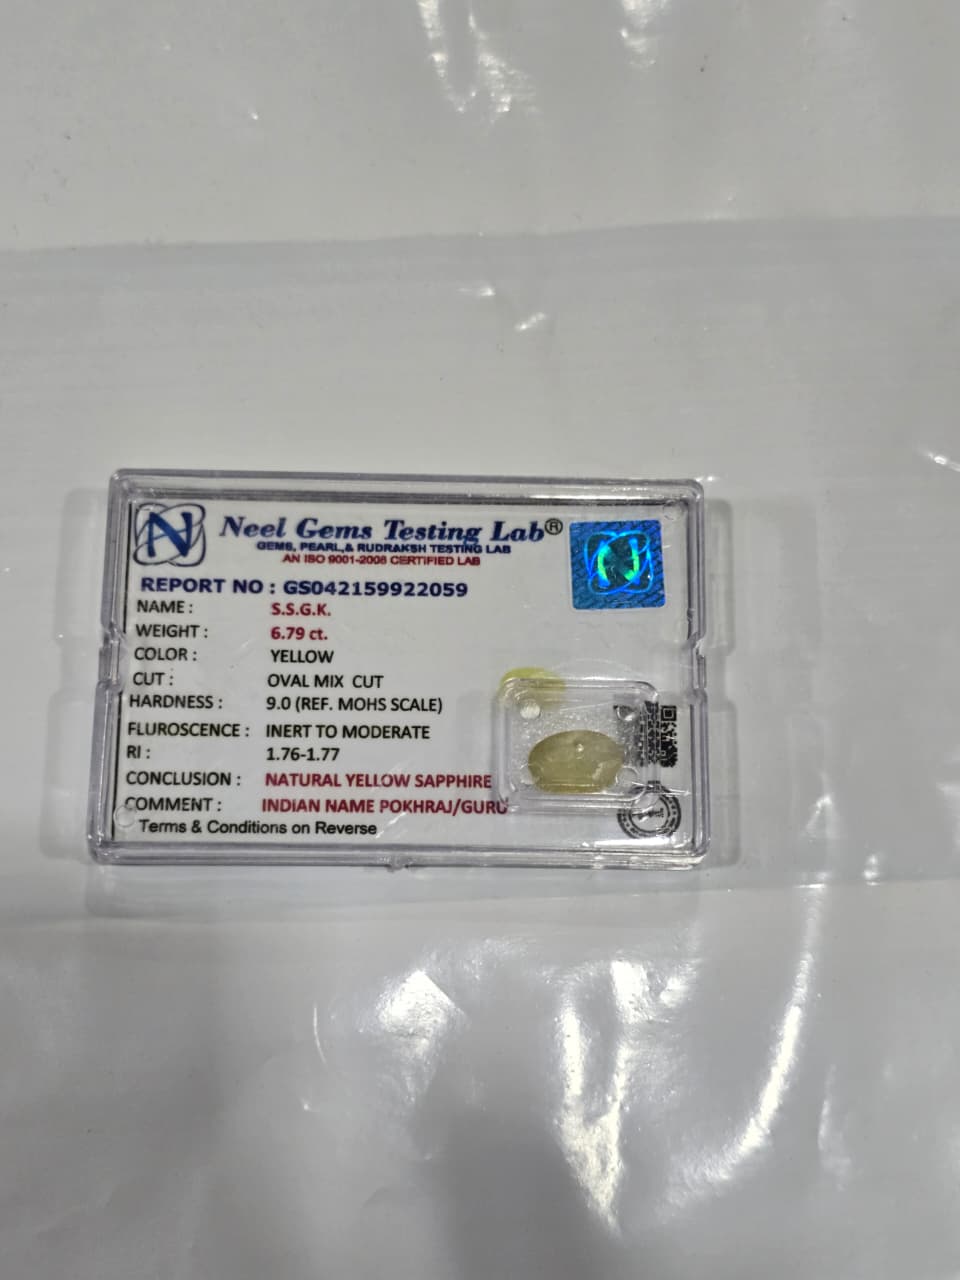 N
Neel Gems Testing Lab®
GEMS, PEARL,& RUDRAKSH TESTING LAB
AN ISO 9001-2008 CERTIFIED LAB
REPORT NO : GS042159922059
NAME : S.S.G.K.
WEIGHT : 6.79 ct.
COLOR : YELLOW
CUT : OVAL MIX CUT
HARDNESS : 9.0 (REF. MOHS SCALE)
FLUROSCENCE : INERT TO MODERATE
RI : 1.76-1.77
CONCLUSION : NATURAL YELLOW SAPPHIRE
COMMENT : INDIAN NAME POKHRAJ/GURU
Terms & Conditions on Reverse